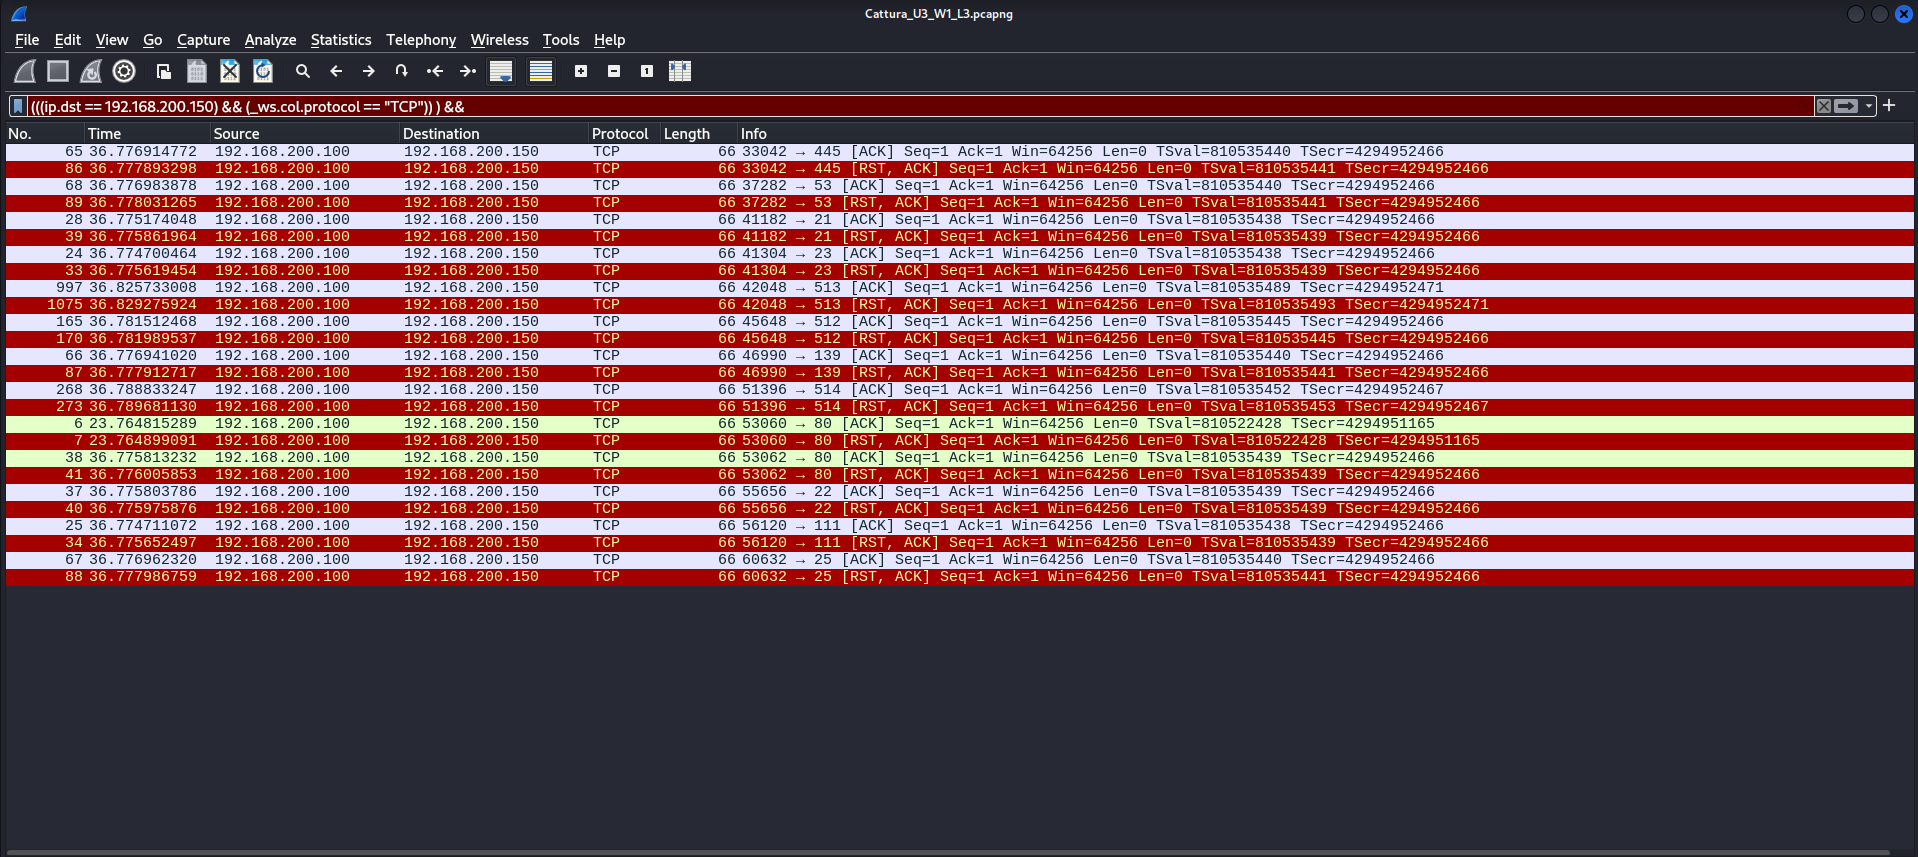 Cattura_U3_W1_L3.pcapng
File Edit View Go Capture Analyze Statistics Telephony Wireless Tools Help
(((ip.dst == 192.168.200.150) && (_ws.col.protocol == "TCP")) ) &&
No. Time Source Destination Protocol Length Info
65 36.776914772 192.168.200.100 192.168.200.150 TCP 66 33042 → 445 [ACK] Seq=1 Ack=1 Win=64256 Len=0 TSval=810535440 TSecr=4294952466
86 36.777893298 192.168.200.100 192.168.200.150 TCP 66 33042 → 445 [RST, ACK] Seq=1 Ack=1 Win=64256 Len=0 TSval=810535441 TSecr=4294952466
68 36.776983878 192.168.200.100 192.168.200.150 TCP 66 37282 → 53 [ACK] Seq=1 Ack=1 Win=64256 Len=0 TSval=810535440 TSecr=4294952466
89 36.778031265 192.168.200.100 192.168.200.150 TCP 66 37282 → 53 [RST, ACK] Seq=1 Ack=1 Win=64256 Len=0 TSval=810535441 TSecr=4294952466
28 36.775174048 192.168.200.100 192.168.200.150 TCP 66 41182 → 21 [ACK] Seq=1 Ack=1 Win=64256 Len=0 TSval=810535438 TSecr=4294952466
39 36.775861964 192.168.200.100 192.168.200.150 TCP 66 41182 → 21 [RST, ACK] Seq=1 Ack=1 Win=64256 Len=0 TSval=810535439 TSecr=4294952466
24 36.774700464 192.168.200.100 192.168.200.150 TCP 66 41304 → 23 [ACK] Seq=1 Ack=1 Win=64256 Len=0 TSval=810535438 TSecr=4294952466
33 36.775619454 192.168.200.100 192.168.200.150 TCP 66 41304 → 23 [RST, ACK] Seq=1 Ack=1 Win=64256 Len=0 TSval=810535439 TSecr=4294952466
997 36.825733008 192.168.200.100 192.168.200.150 TCP 66 42048 → 513 [ACK] Seq=1 Ack=1 Win=64256 Len=0 TSval=810535489 TSecr=4294952471
1075 36.829275924 192.168.200.100 192.168.200.150 TCP 66 42048 → 513 [RST, ACK] Seq=1 Ack=1 Win=64256 Len=0 TSval=810535493 TSecr=4294952471
165 36.781512468 192.168.200.100 192.168.200.150 TCP 66 45648 → 512 [ACK] Seq=1 Ack=1 Win=64256 Len=0 TSval=810535445 TSecr=4294952466
170 36.781989537 192.168.200.100 192.168.200.150 TCP 66 45648 → 512 [RST, ACK] Seq=1 Ack=1 Win=64256 Len=0 TSval=810535445 TSecr=4294952466
66 36.776941020 192.168.200.100 192.168.200.150 TCP 66 46990 → 139 [ACK] Seq=1 Ack=1 Win=64256 Len=0 TSval=810535440 TSecr=4294952466
87 36.777912717 192.168.200.100 192.168.200.150 TCP 66 46990 → 139 [RST, ACK] Seq=1 Ack=1 Win=64256 Len=0 TSval=810535441 TSecr=4294952466
268 36.788833247 192.168.200.100 192.168.200.150 TCP 66 51396 → 514 [ACK] Seq=1 Ack=1 Win=64256 Len=0 TSval=810535452 TSecr=4294952467
273 36.789681130 192.168.200.100 192.168.200.150 TCP 66 51396 → 514 [RST, ACK] Seq=1 Ack=1 Win=64256 Len=0 TSval=810535453 TSecr=4294952467
6 23.764815289 192.168.200.100 192.168.200.150 TCP 66 53060 → 80 [ACK] Seq=1 Ack=1 Win=64256 Len=0 TSval=810522428 TSecr=4294951165
7 23.764899091 192.168.200.100 192.168.200.150 TCP 66 53060 → 80 [RST, ACK] Seq=1 Ack=1 Win=64256 Len=0 TSval=810522428 TSecr=4294951165
38 36.775813232 192.168.200.100 192.168.200.150 TCP 66 53062 → 80 [ACK] Seq=1 Ack=1 Win=64256 Len=0 TSval=810535439 TSecr=4294952466
41 36.776005853 192.168.200.100 192.168.200.150 TCP 66 53062 → 80 [RST, ACK] Seq=1 Ack=1 Win=64256 Len=0 TSval=810535439 TSecr=4294952466
37 36.775803786 192.168.200.100 192.168.200.150 TCP 66 55656 → 22 [ACK] Seq=1 Ack=1 Win=64256 Len=0 TSval=810535439 TSecr=4294952466
40 36.775975876 192.168.200.100 192.168.200.150 TCP 66 55656 → 22 [RST, ACK] Seq=1 Ack=1 Win=64256 Len=0 TSval=810535439 TSecr=4294952466
25 36.774711072 192.168.200.100 192.168.200.150 TCP 66 56120 → 111 [ACK] Seq=1 Ack=1 Win=64256 Len=0 TSval=810535438 TSecr=4294952466
34 36.775652497 192.168.200.100 192.168.200.150 TCP 66 56120 → 111 [RST, ACK] Seq=1 Ack=1 Win=64256 Len=0 TSval=810535439 TSecr=4294952466
67 36.776962320 192.168.200.100 192.168.200.150 TCP 66 60632 → 25 [ACK] Seq=1 Ack=1 Win=64256 Len=0 TSval=810535440 TSecr=4294952466
88 36.777986759 192.168.200.100 192.168.200.150 TCP 66 60632 → 25 [RST, ACK] Seq=1 Ack=1 Win=64256 Len=0 TSval=810535441 TSecr=4294952466